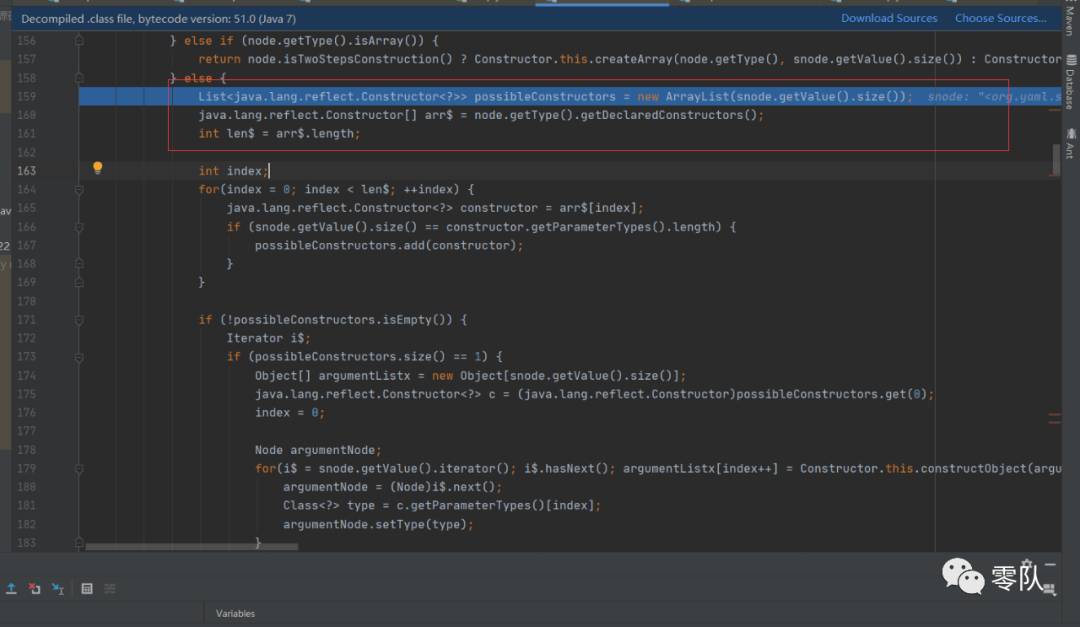 Decompiled .class file, bytecode version: 51.0 (Java 7)
Download Sources
Choose Sources...
156 } else if (node.getType().isArray()) {
157 return node.isTwoStepsConstruction() ? Constructor.this.createArray(node.getType(), snode.getValue().size()) : Constructor
158 } else {
159 List<java.lang.reflect.Constructor<?>> possibleConstructors = new ArrayList(snode.getValue().size()); snode: "<org.yaml.s
160 java.lang.reflect.Constructor[] arr$ = node.getType().getDeclaredConstructors();
161 int len$ = arr$.length;
162
163 int index;
164 for(index = 0; index < len$; ++index) {
165 java.lang.reflect.Constructor<?> constructor = arr$[index];
166 if (snode.getValue().size() == constructor.getParameterTypes().length) {
167 possibleConstructors.add(constructor);
168 }
169 }
170
171 if (!possibleConstructors.isEmpty()) {
172 Iterator i$;
173 if (possibleConstructors.size() == 1) {
174 Object[] argumentListx = new Object[snode.getValue().size()];
175 java.lang.reflect.Constructor<?> c = (java.lang.reflect.Constructor)possibleConstructors.get(0);
176 index = 0;
177
178 Node argumentNode;
179 for(i$ = snode.getValue().iterator(); i$.hasNext(); argumentListx[index++] = Constructor.this.constructObject(argu
180 argumentNode = (Node)i$.next();
181 Class<?> type = c.getParameterTypes()[index];
182 argumentNode.setType(type);
183 }
Variables
Maven
Database
Ant
av
22
零队